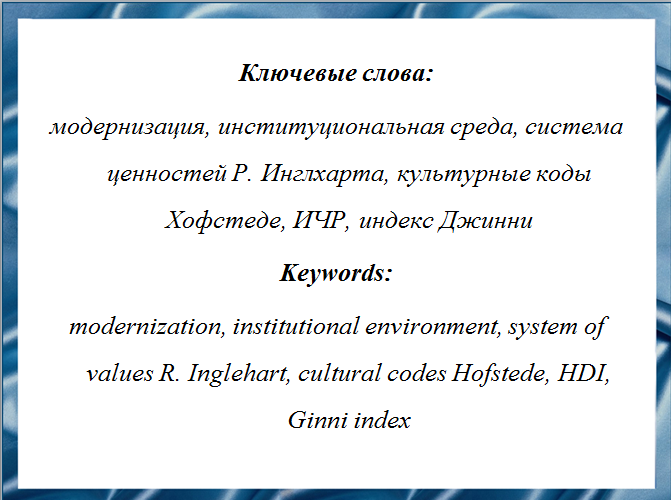 Ключевые слова:
модернизация, институциональная среда, система
ценностей Р. Инглхарта, культурные коды
Хофстеде, ИЧР, индекс Джинни
Keywords:
modernization, institutional environment, system of
values R. Inglehart, cultural codes Hofstede, HDI,
Ginni index